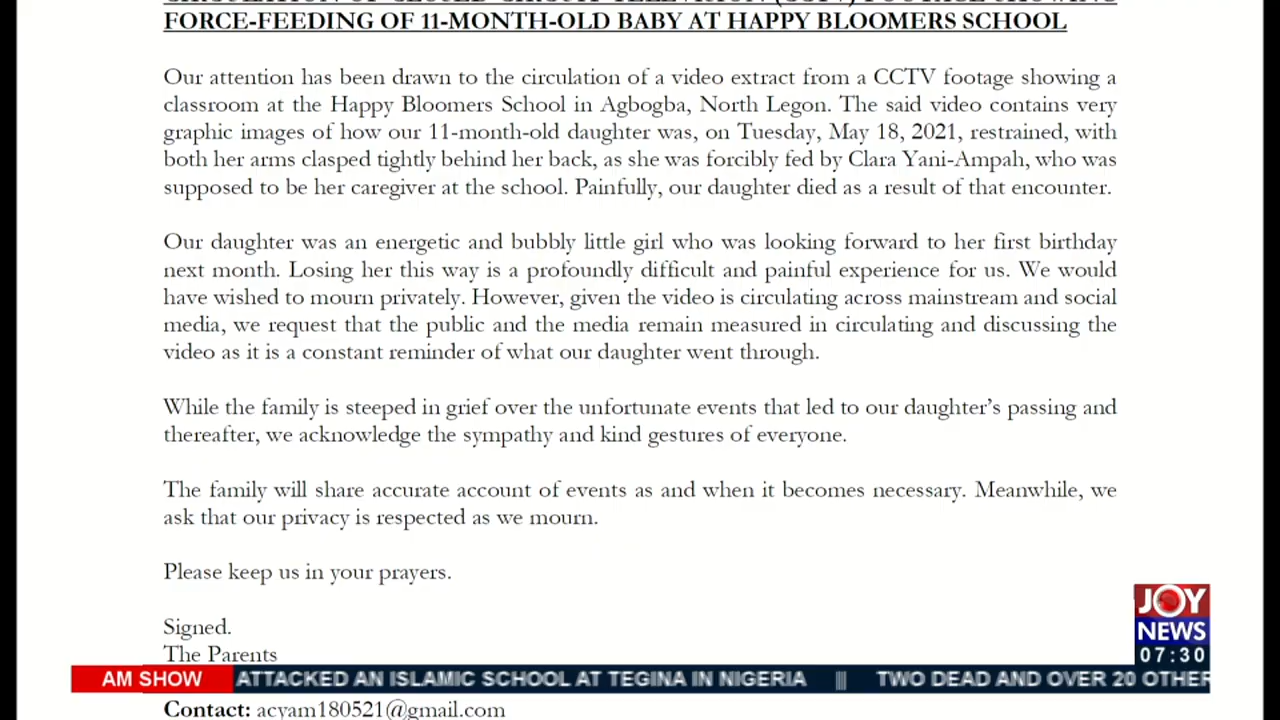 CIRCULATION OF CLOSED-CIRCUIT TELEVISION (CCTV) FOOTAGE SHOWING
FORCE-FEEDING OF 11-MONTH-OLD BABY AT HAPPY BLOOMERS SCHOOL
Our attention has been drawn to the circulation of a video extract from a CCTV footage showing a
classroom at the Happy Bloomers School in Agbogba, North Legon. The said video contains very
graphic images of how our 11-month-old daughter was, on Tuesday, May 18, 2021, restrained, with
both her arms clasped tightly behind her back, as she was forcibly fed by Clara Yani-Ampah, who was
supposed to be her caregiver at the school. Painfully, our daughter died as a result of that encounter.
Our daughter was an energetic and bubbly little girl who was looking forward to her first birthday
next month. Losing her this way is a profoundly difficult and painful experience for us. We would
have wished to mourn privately. However, given the video is circulating across mainstream and social
media, we request that the public and the media remain measured in circulating and discussing the
video as it is a constant reminder of what our daughter went through.
While the family is steeped in grief over the unfortunate events that led to our daughter's passing and
thereafter, we acknowledge the sympathy and kind gestures of everyone.
The family will share accurate account of events as and when it becomes necessary. Meanwhile, we
ask that our privacy is respected as we mourn.
Please keep us in your prayers.
Signed.
The Parents
JOY
NEWS
07:30
AM SHOW
ATTACKED AN ISLAMIC SCHOOL AT TEGINA IN NIGERIA ||| TWO DEAD AND OVER 20 OTHER
Contact: acyam180521@gmail.com